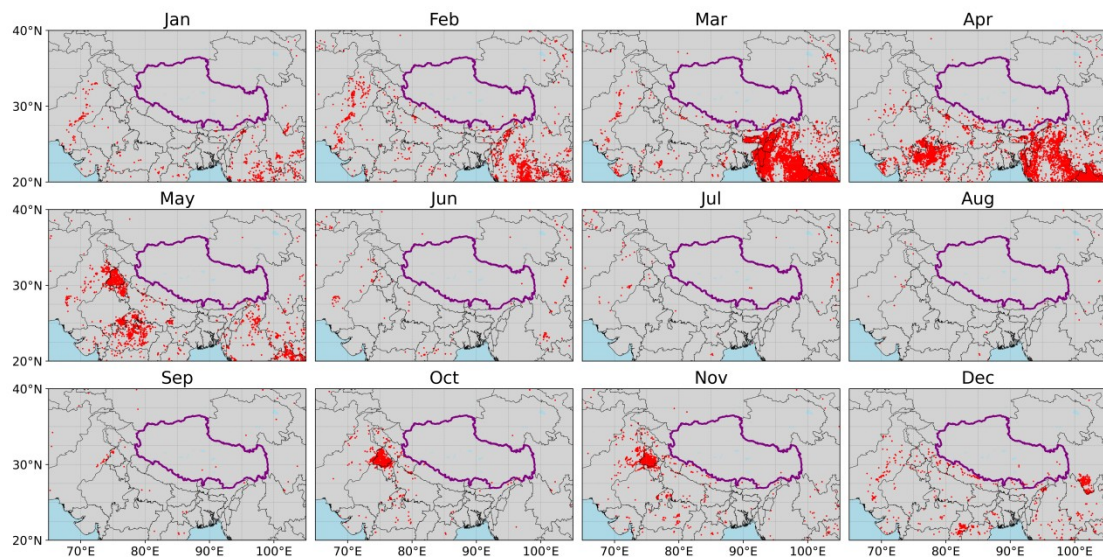 Jan Feb Mar Apr
40°N
30°N
20°N
May Jun Jul Aug
40°N
30°N
20°N
Sep Oct Nov Dec
40°N
30°N
20°N
70°E 80°E 90°E 100°E 70°E 80°E 90°E 100°E 70°E 80°E 90°E 100°E 70°E 80°E 90°E 100°E